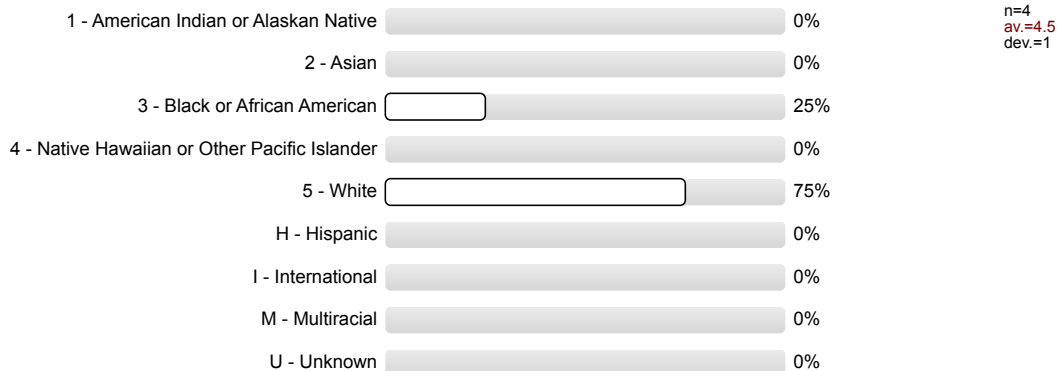 1 - American Indian or Alaskan Native 0%
2 - Asian 0%
3 - Black or African American 25%
4 - Native Hawaiian or Other Pacific Islander 0%
5 - White 75%
H - Hispanic 0%
I - International 0%
M - Multiracial 0%
U - Unknown 0%
n=4
av.=4.5
dev.=1